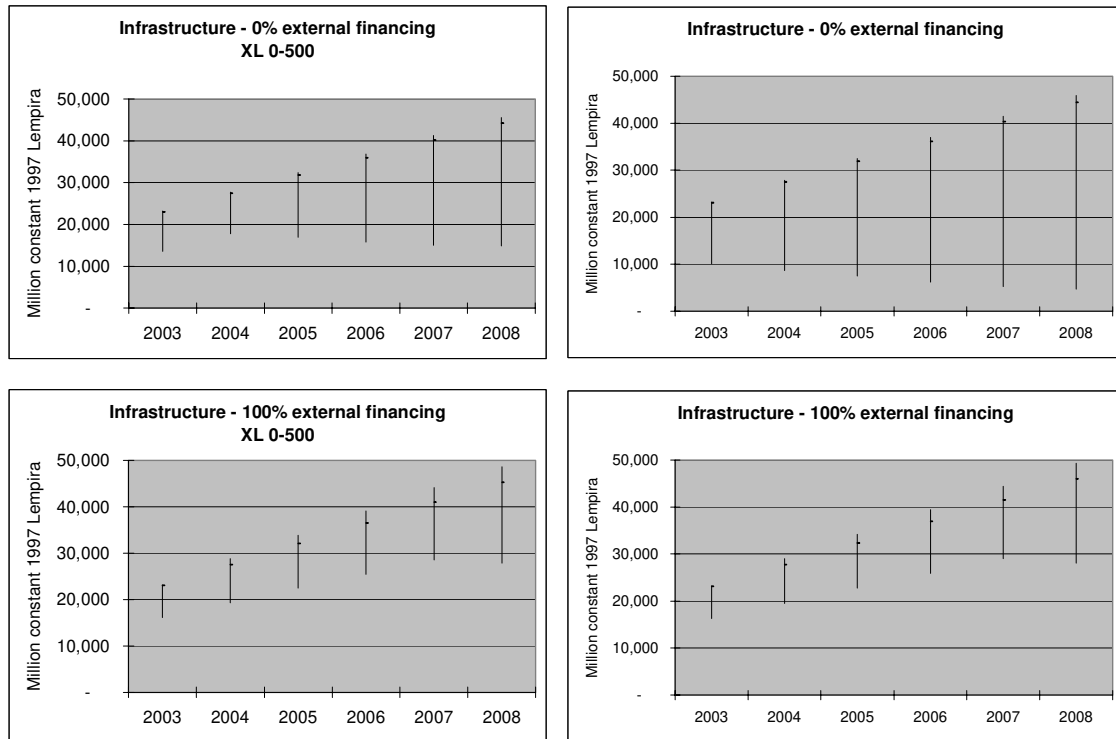 Infrastructure - 0% external financing
XL 0-500
Million constant 1997 Lempira
50,000
40,000
30,000
20,000
10,000
-
2003 2004 2005 2006 2007 2008
Infrastructure - 0% external financing
Million constant 1997 Lempira
50,000
40,000
30,000
20,000
10,000
-
2003 2004 2005 2006 2007 2008
Infrastructure - 100% external financing
XL 0-500
Million constant 1997 Lempira
50,000
40,000
30,000
20,000
10,000
-
2003 2004 2005 2006 2007 2008
Infrastructure - 100% external financing
Million constant 1997 Lempira
50,000
40,000
30,000
20,000
10,000
-
2003 2004 2005 2006 2007 2008